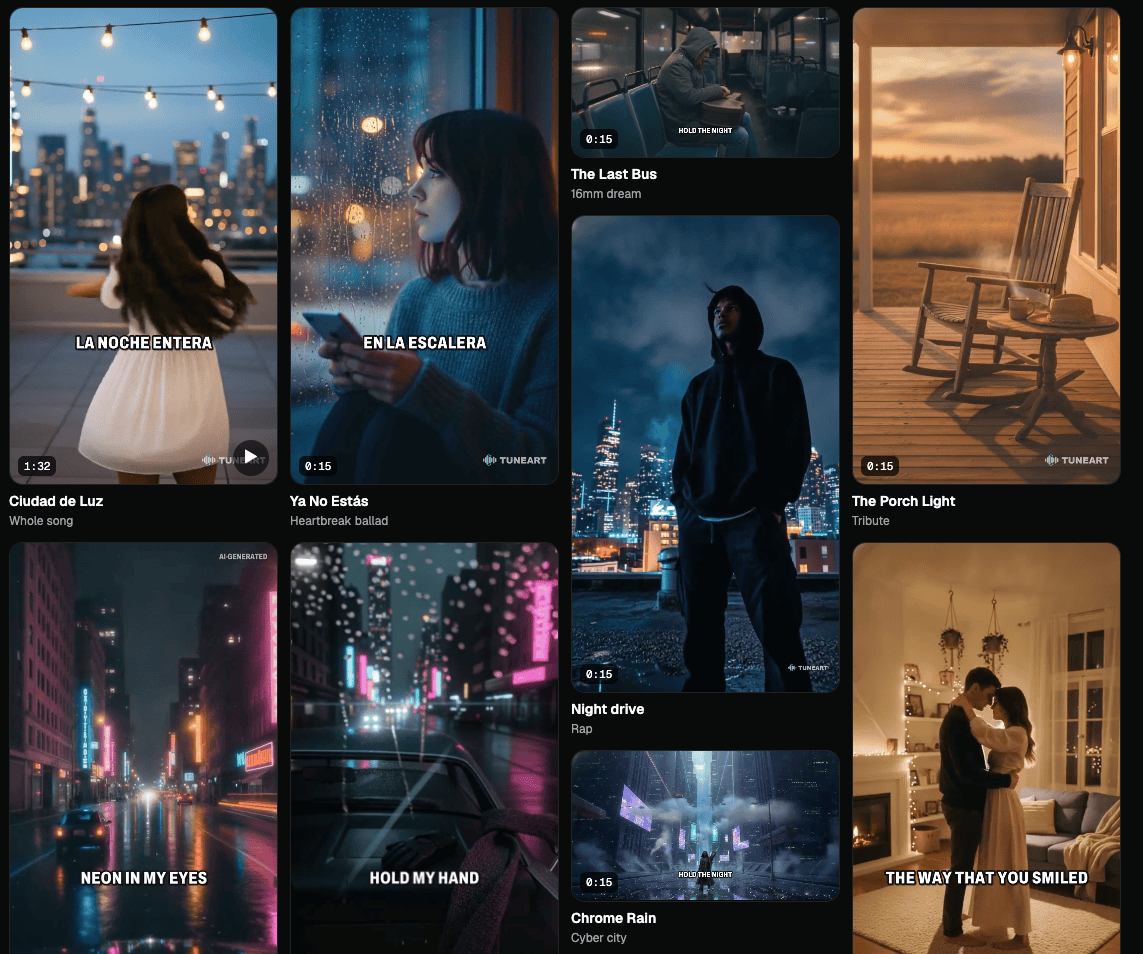 LA NOCHE ENTERA
1:32
TUNEART
Ciudad de Luz
Whole song
EN LA ESCALERA
0:15
TUNEART
Ya No Estás
Heartbreak ballad
HOLD THE NIGHT
0:15
The Last Bus
16mm dream
0:15
TUNEART
Night drive
Rap
0:15
TUNEART
The Porch Light
Tribute
AI-GENERATED
NEON IN MY EYES
HOLD MY HAND
HOLD THE NIGHT
0:15
Chrome Rain
Cyber city
THE WAY THAT YOU SMILED